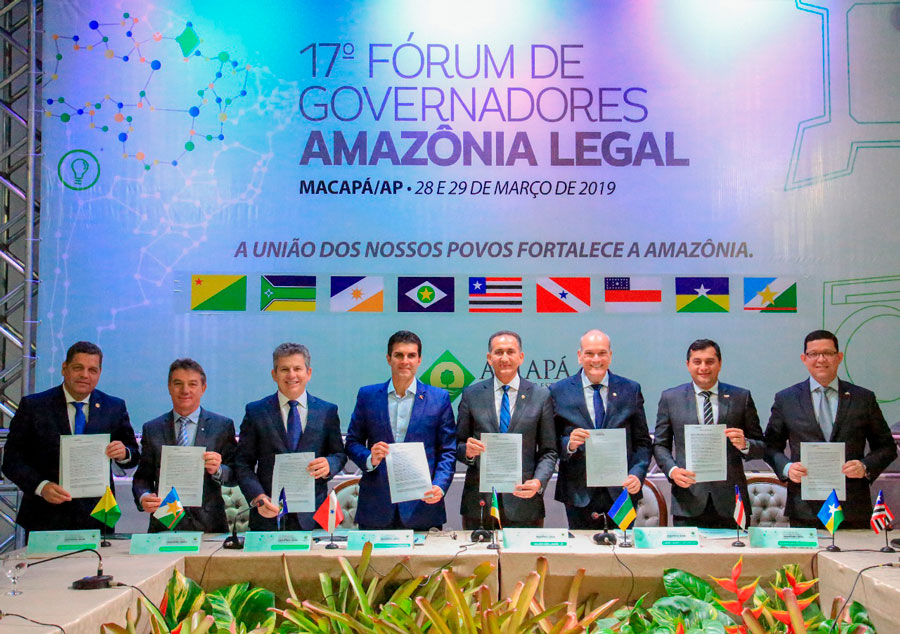 17º FÓRUM DE
GOVERNADORES
AMAZÔNIA LEGAL
MACAPÁ/AP • 28 E 29 DE MARÇO DE 2019
A UNIÃO DOS NOSSOS POVOS FORTALECE A AMAZÔNIA.